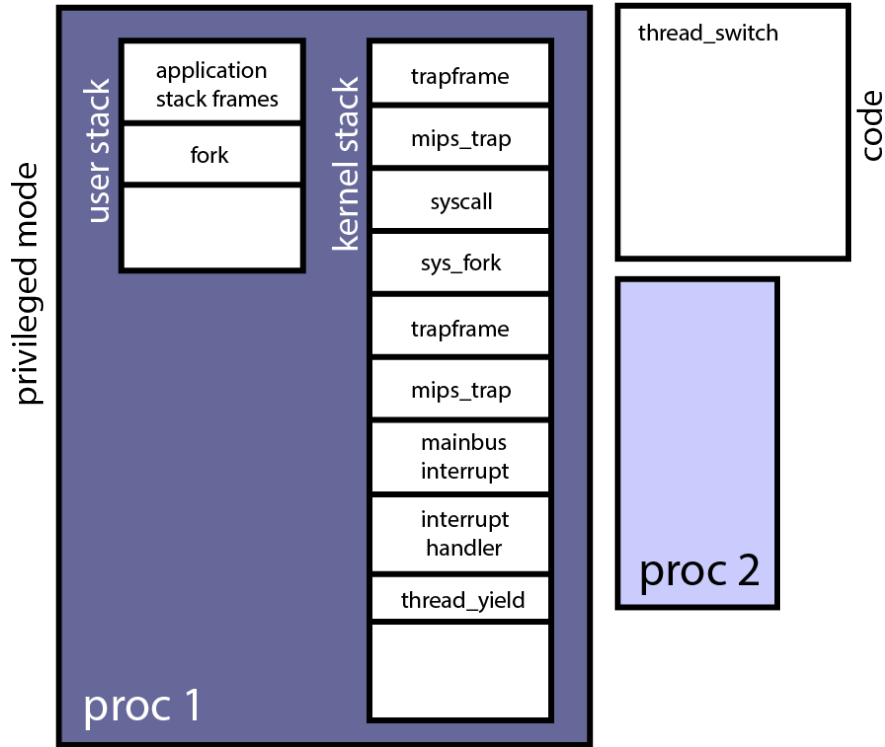 privileged mode
user stack
application
stack frames
fork
kernel stack
trapframe
mips_trap
syscall
sys_fork
trapframe
mips_trap
mainbus
interrupt
interrupt
handler
thread_yield
proc 1
thread_switch
code
proc 2